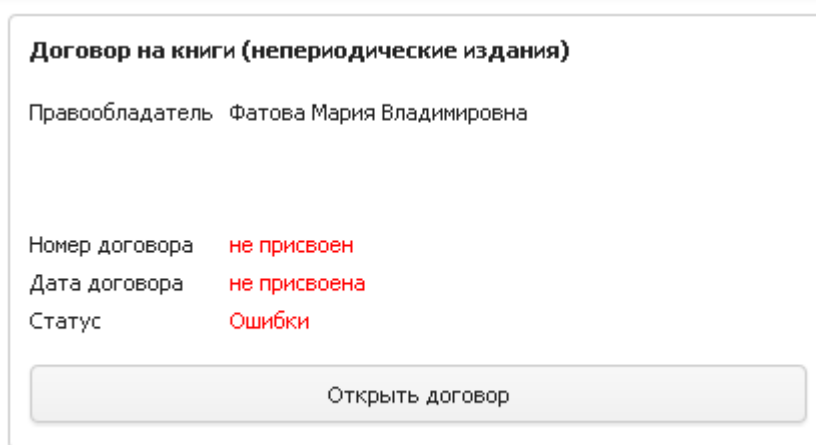 Договор на книги (непериодические издания)
Правообладатель Фатова Мария Владимировна
Номер договора не присвоен
Дата договора не присвоена
Статус Ошибки
Открыть договор